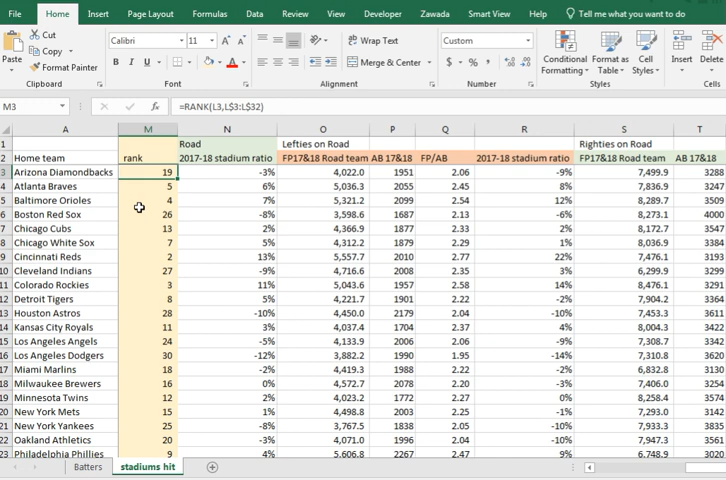 File Home Insert Page Layout Formulas Data Review View Developer Zawada Smart View Help Tell me what you want to do
Cut Calibri 11 A A Wrap Text Custom
Copy Merge & Center $ % , Conditional Format as Insert Delete
Paste Format Painter B I U A Formatting Table
Clipboard Font Alignment Number Cells
M3 fx =RANK(L3,L$3:L$32)
A M N O P Q R S T
1 Road Lefties on Road Righties on Road
2 Home team rank 2017-18 stadium ratio FP17&18 Road team AB 17&18 FP/AB 2017-18 stadium ratio FP17&18 Road team AB 17&18
3 Arizona Diamondbacks 19 -3% 4,022.0 1951 2.06 -9% 7,499.9 3288
4 Atlanta Braves 5 6% 5,036.3 2055 2.45 8% 7,836.9 3247
5 Baltimore Orioles 4 7% 5,321.2 2099 2.54 12% 8,289.7 3509
6 Boston Red Sox 26 -8% 3,598.6 1687 2.13 -6% 8,273.1 4000
7 Chicago Cubs 13 2% 4,366.9 1877 2.33 2% 8,172.7 3547
8 Chicago White Sox 7 5% 4,312.2 1879 2.29 1% 8,036.9 3384
9 Cincinnati Reds 2 13% 5,557.7 2010 2.77 22% 7,476.1 3193
10 Cleveland Indians 27 -9% 4,716.6 2008 2.35 3% 6,299.9 3299
11 Colorado Rockies 3 11% 5,043.6 1957 2.58 14% 8,476.1 3291
12 Detroit Tigers 8 5% 4,221.7 1901 2.22 -2% 7,904.2 3364
13 Houston Astros 28 -10% 4,450.0 2179 2.04 -10% 7,453.3 3611
14 Kansas City Royals 11 3% 4,037.4 1704 2.37 4% 8,004.3 3422
15 Los Angeles Angels 24 -5% 4,133.9 2006 2.06 -9% 7,308.7 3342
16 Los Angeles Dodgers 30 -12% 3,882.2 1990 1.95 -14% 7,310.8 3620
17 Miami Marlins 18 -2% 4,419.3 1988 2.22 -2% 6,832.8 3130
18 Milwaukee Brewers 16 0% 4,572.7 2078 2.20 -3% 7,406.0 3254
19 Minnesota Twins 12 2% 4,023.2 1772 2.27 0% 8,258.4 3574
20 New York Mets 15 1% 4,498.8 2003 2.25 -1% 7,293.0 3142
21 New York Yankees 25 -8% 3,767.5 1838 2.05 -10% 7,933.3 3835
22 Oakland Athletics 20 -3% 4,071.0 1996 2.04 -10% 7,947.3 3561
23 Philadelphia Phillies 9 4% 5,606.8 2267 2.47 9% 6,748.9 3020
Batters stadiums hit